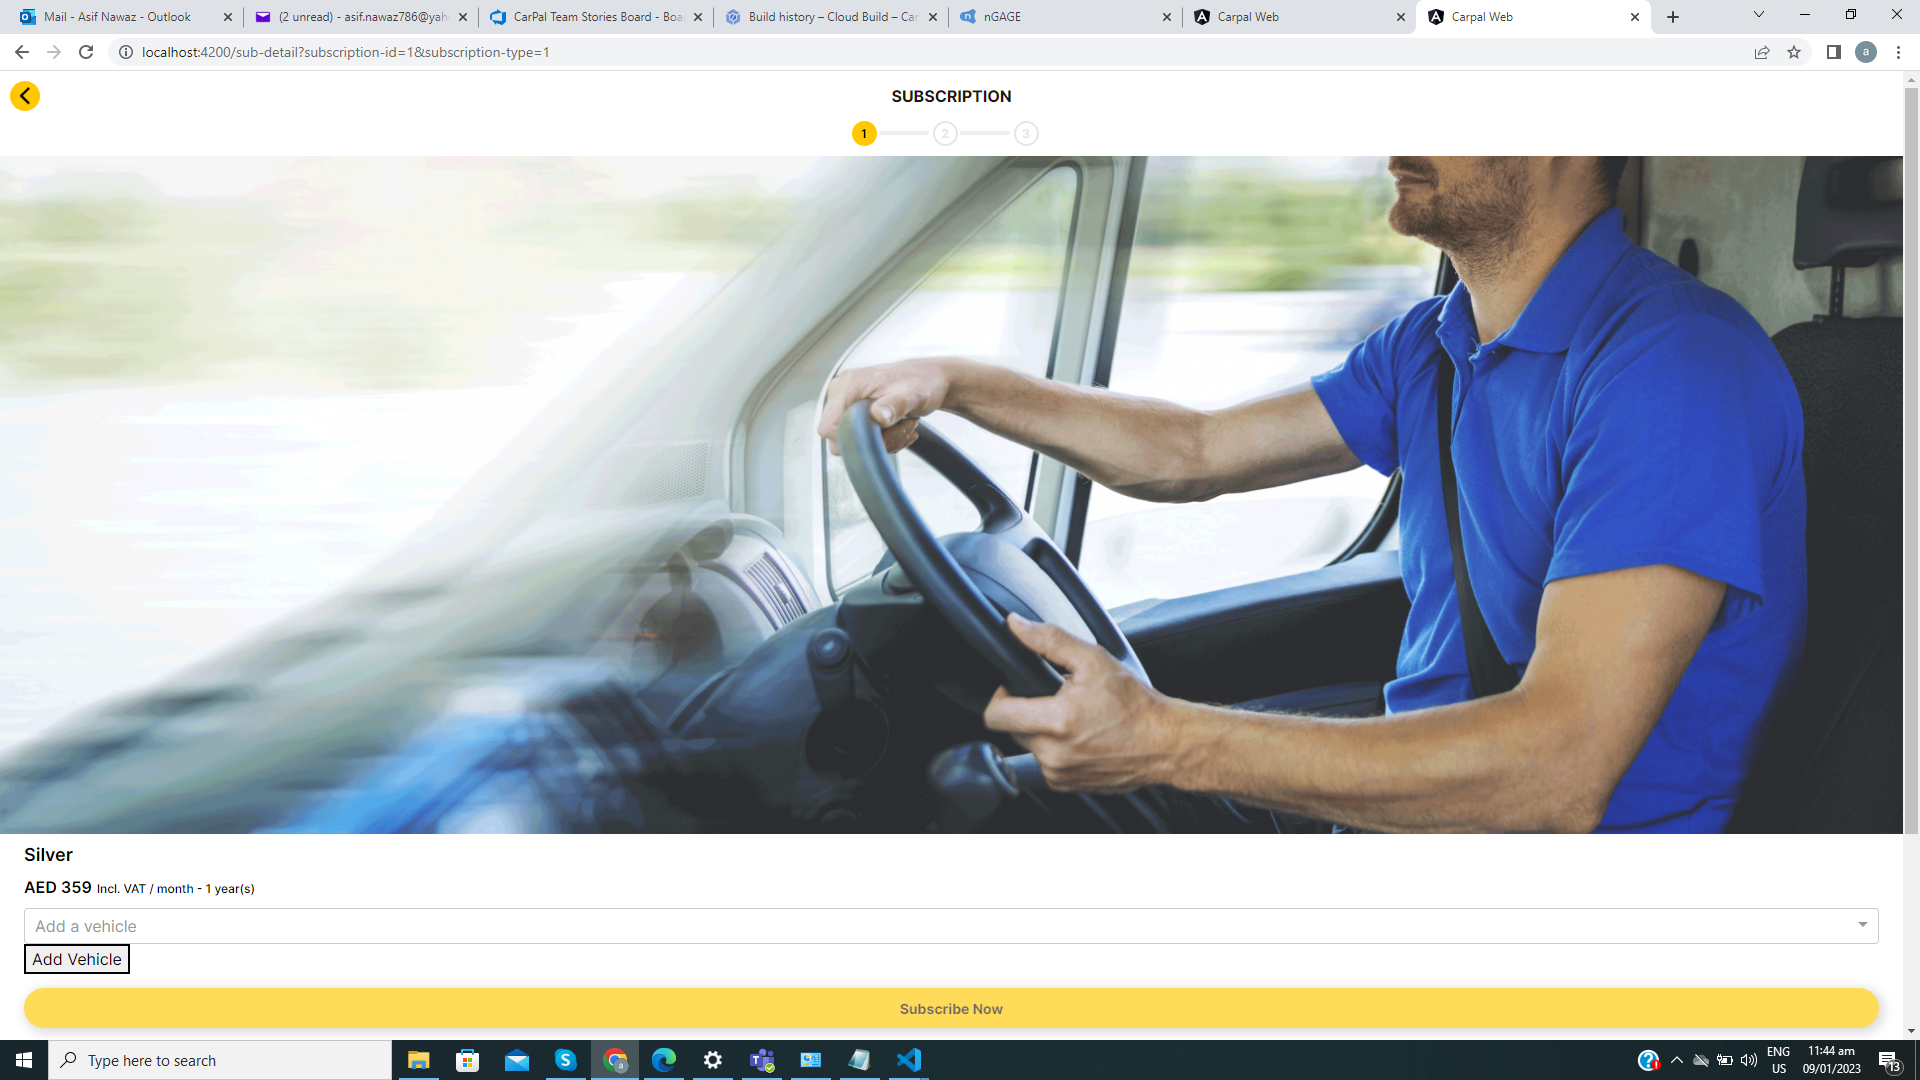 Mail - Asif Nawaz - Outlook
(2 unread) - asif.nawaz786@yah
CarPal Team Stories Board - Boa
Build history – Cloud Build – Car
nGAGE
Carpal Web
Carpal Web
localhost:4200/sub-detail?subscription-id=1&subscription-type=1
a
SUBSCRIPTION
1
2
3
Silver
AED 359 Incl. VAT / month - 1 year(s)
Add a vehicle
Add Vehicle
Subscribe Now
Type here to search
ENG
US
11:44 am
09/01/2023
13